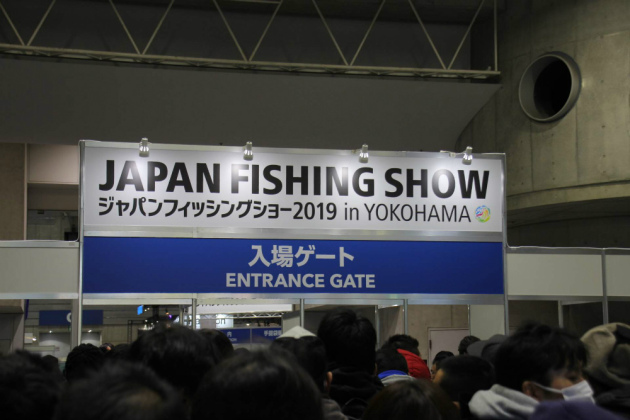 JAPAN FISHING SHOW
ジャパンフィッシングショー2019 in YOKOHAMA
入場ゲート
ENTRANCE GATE